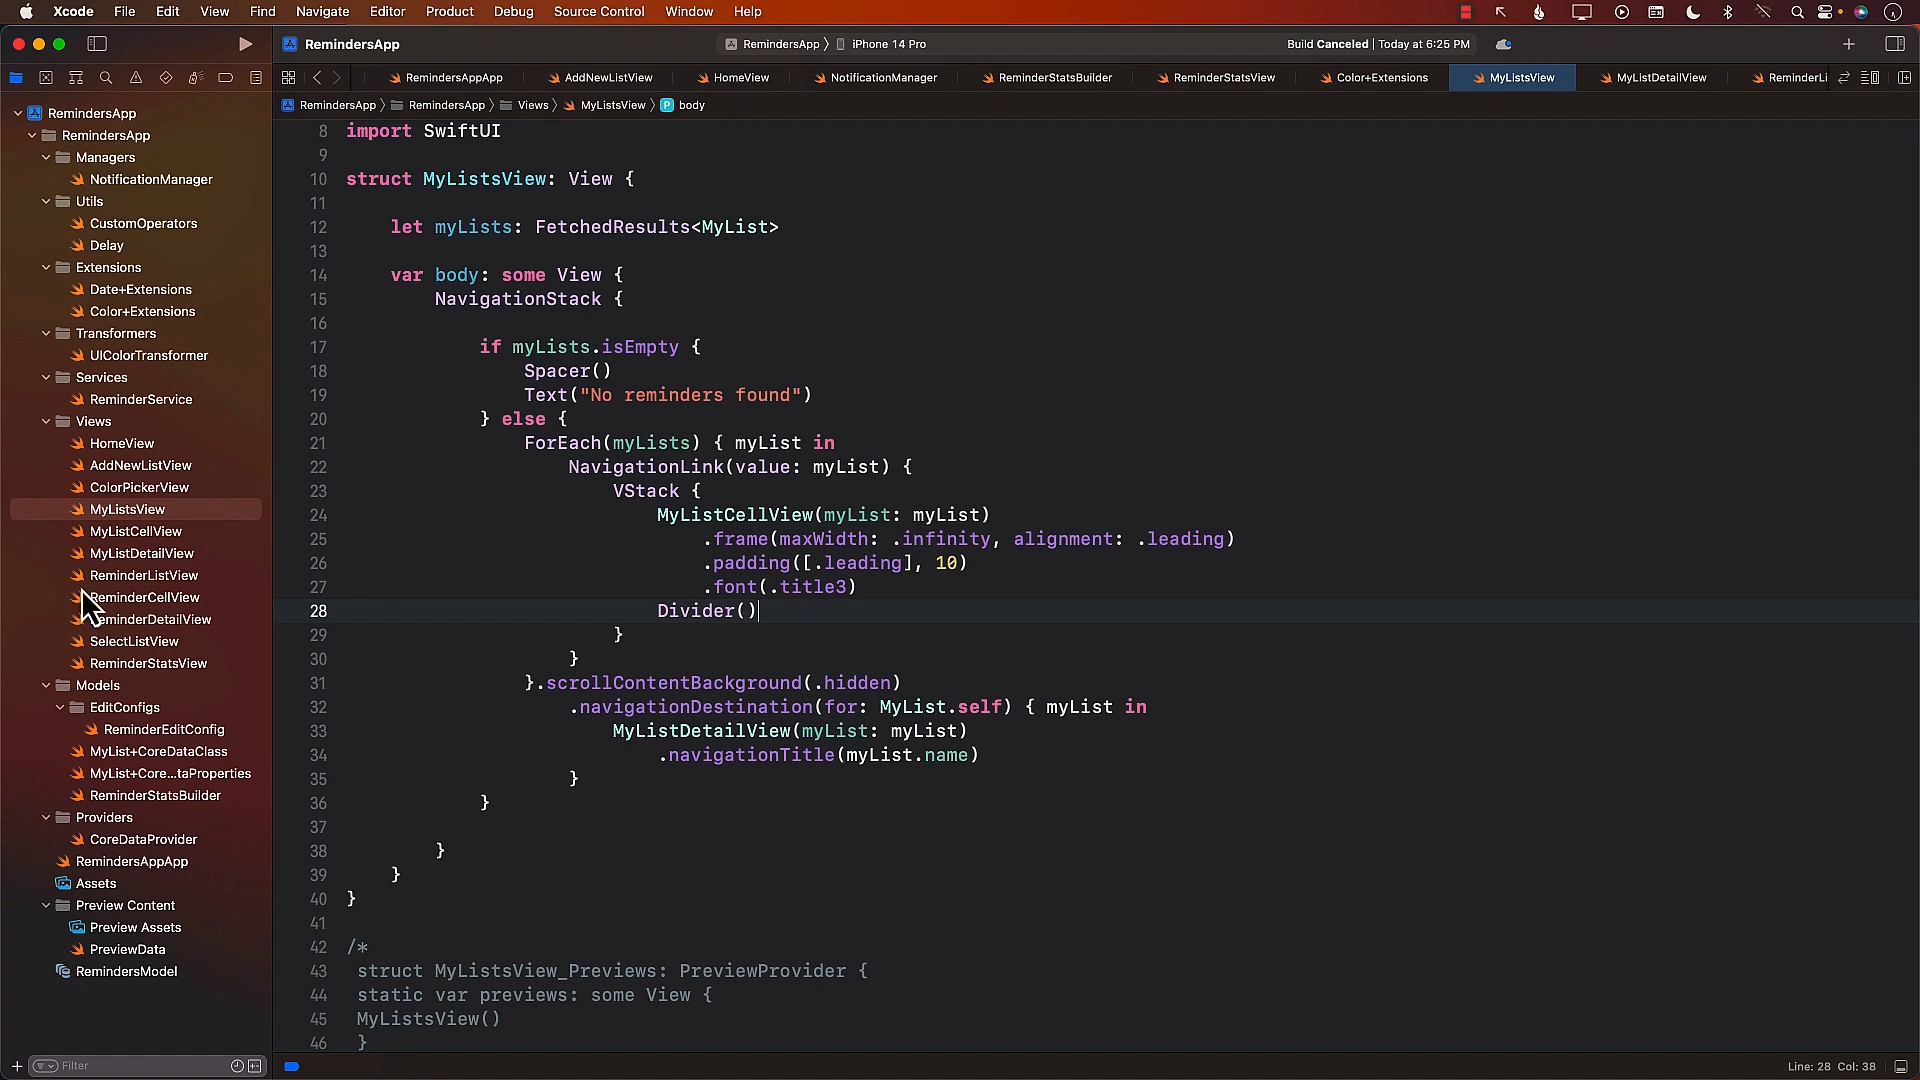 Xcode File Edit View Find Navigate Editor Product Debug Source Control Window Help
RemindersApp
RemindersApp 〉 iPhone 14 Pro
Build Canceled | Today at 6:25 PM
RemindersAppApp AddNewListView HomeView NotificationManager ReminderStatsBuilder ReminderStatsView Color+Extensions MyListsView MyListDetailView ReminderLi
RemindersApp 〉 RemindersApp 〉 Views 〉 MyListsView 〉 P body
RemindersApp
RemindersApp
Managers
NotificationManager
Utils
CustomOperators
Delay
Extensions
Date+Extensions
Color+Extensions
Transformers
UIColorTransformer
Services
ReminderService
Views
HomeView
AddNewListView
ColorPickerView
MyListsView
MyListCellView
MyListDetailView
ReminderListView
ReminderCellView
eminderDetailView
SelectListView
ReminderStatsView
Models
EditConfigs
ReminderEditConfig
MyList+CoreDataClass
MyList+Core...taProperties
ReminderStatsBuilder
Providers
CoreDataProvider
RemindersAppApp
Assets
Preview Content
Preview Assets
PreviewData
RemindersModel
Filter
8 import SwiftUI
9
10 struct MyListsView: View {
11
12 let myLists: FetchedResults<MyList>
13
14 var body: some View {
15 NavigationStack {
16
17 if myLists.isEmpty {
18 Spacer()
19 Text("No reminders found")
20 } else {
21 ForEach(myLists) { myList in
22 NavigationLink(value: myList) {
23 VStack {
24 MyListCellView(myList: myList)
25 .frame(maxWidth: .infinity, alignment: .leading)
26 .padding([.leading], 10)
27 .font(.title3)
28 Divider()
29 }
30 }
31 }.scrollContentBackground(.hidden)
32 .navigationDestination(for: MyList.self) { myList in
33 MyListDetailView(myList: myList)
34 .navigationTitle(myList.name)
35 }
36 }
37
38 }
39 }
40 }
41
42 /*
43 struct MyListsView_Previews: PreviewProvider {
44 static var previews: some View {
45 MyListsView()
46 }
Line: 28 Col: 38